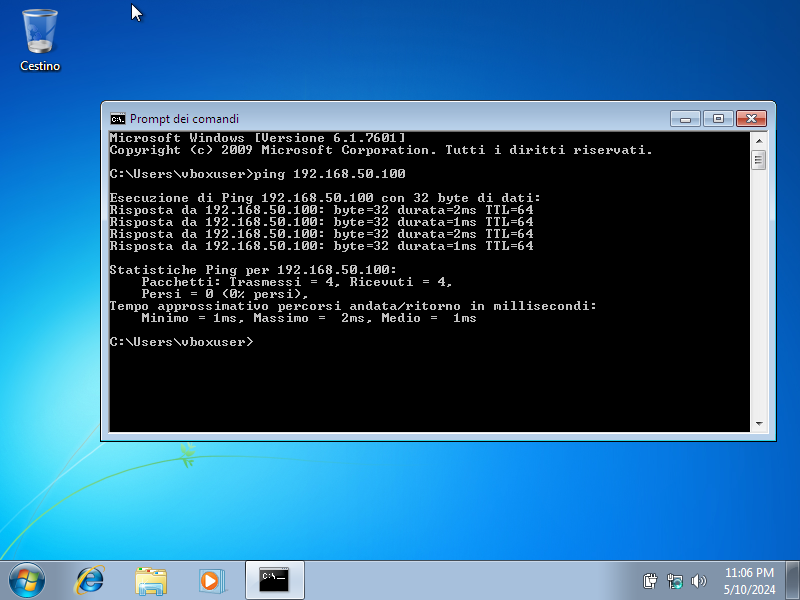 Cestino
Prompt dei comandi
Microsoft Windows [Versione 6.1.7601]
Copyright (c) 2009 Microsoft Corporation. Tutti i diritti riservati.
C:\Users\vboxuser>ping 192.168.50.100
Esecuzione di Ping 192.168.50.100 con 32 byte di dati:
Risposta da 192.168.50.100: byte=32 durata=2ms TTL=64
Risposta da 192.168.50.100: byte=32 durata=1ms TTL=64
Risposta da 192.168.50.100: byte=32 durata=2ms TTL=64
Risposta da 192.168.50.100: byte=32 durata=1ms TTL=64
Statistiche Ping per 192.168.50.100:
    Pacchetti: Trasmessi = 4, Ricevuti = 4,
    Persi = 0 (0% persi),
Tempo approssimativo percorsi andata/ritorno in millisecondi:
    Minimo = 1ms, Massimo =  2ms, Medio =  1ms
C:\Users\vboxuser>
11:06 PM
5/10/2024